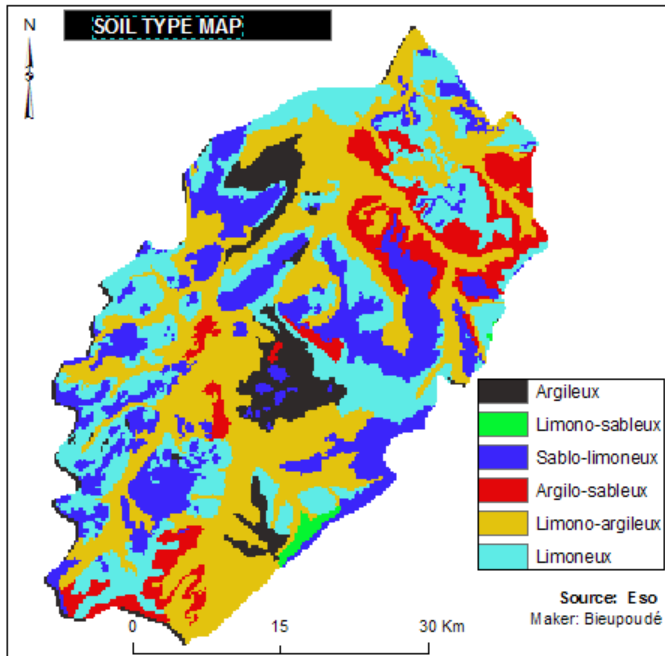 N
SOIL TYPE MAP
Argileux
Limono-sableux
Sablo-limoneux
Argilo-sableux
Limono-argileux
Limoneux
Source: Eso
Maker: Bieupoudé
0 15 30 Km